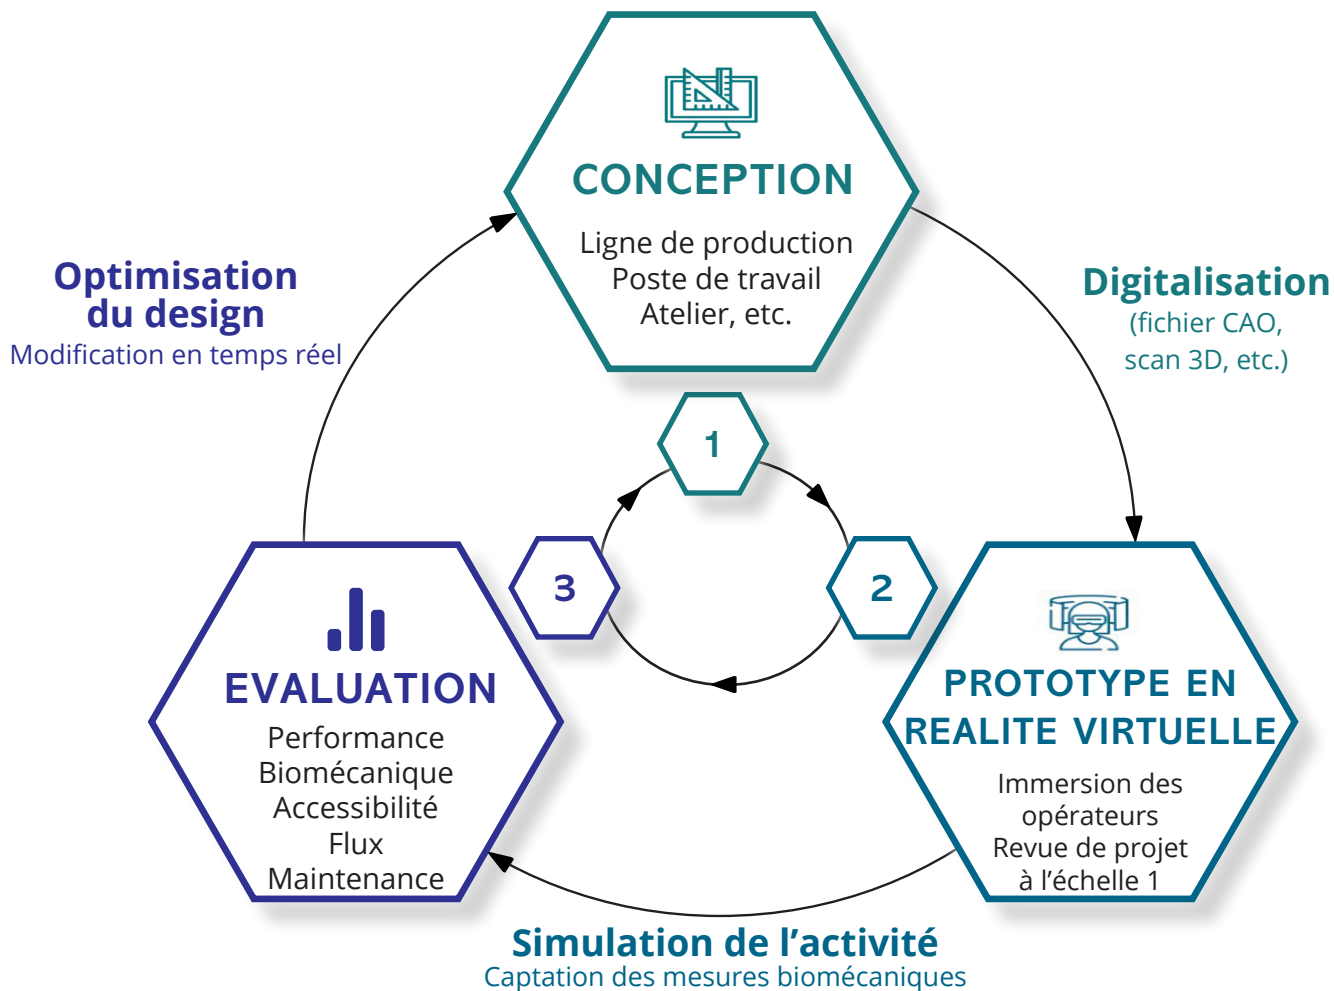 CONCEPTION
Ligne de production
Poste de travail
Atelier, etc.
Optimisation
du design
Modification en temps réel
Digitalisation
(fichier CAO,
scan 3D, etc.)
1
2
3
PROTOTYPE EN
REALITE VIRTUELLE
Immersion des
opérateurs
Revue de projet
à l’échelle 1
EVALUATION
Performance
Biomécanique
Accessibilité
Flux
Maintenance
Simulation de l’activité
Captation des mesures biomécaniques